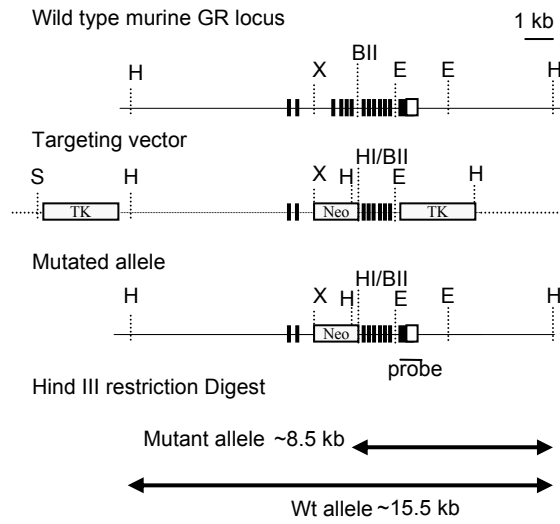 Wild type murine GR locus
1 kb
H X BII E E H
Targeting vector
S H X H HI/BII E H
TK Neo TK
Mutated allele
H X H HI/BII E E H
Neo
probe
Hind III restriction Digest
Mutant allele ~8.5 kb
Wt allele ~15.5 kb